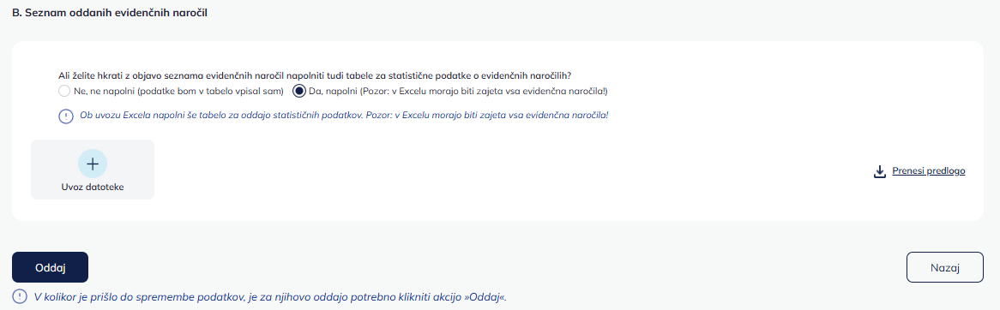 B. Seznam oddanih evidenčnih naročil
Ali želite hkrati z objavo seznama evidenčnih naročil napolniti tudi tabele za statistične podatke o evidenčnih naročilih?
Ne, ne napolni (podatke bom v tabelo vpisal sam) Da, napolni (Pozor: v Excelu morajo biti zajeta vsa evidenčna naročila!)
Ob uvozu Excela napolni še tabelo za oddajo statističnih podatkov. Pozor: v Excelu morajo biti zajeta vsa evidenčna naročila!
Uvoz datoteke
Prenesi predlogo
Oddaj
Nazaj
V kolikor je prišlo do spremembe podatkov, je za njihovo oddajo potrebno klikniti akcijo »Oddaj«.